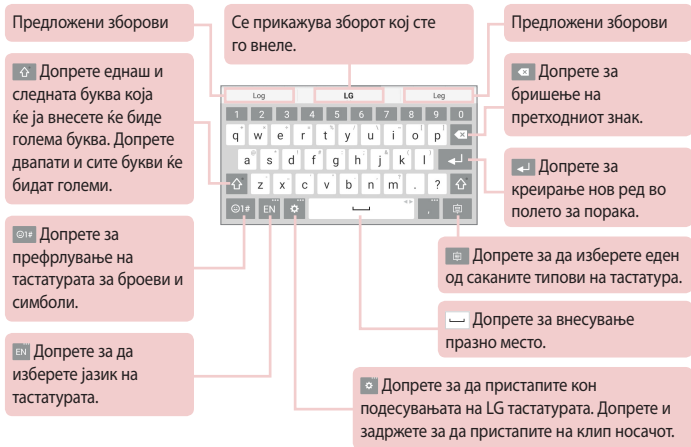 Предложени зборови
Се прикажува зборот кој сте
го внеле.
Предложени зборови
Допрете еднаш и
следната буква која
ќе ја внесете ќе биде
голема буква. Допрете
двапати и сите букви ќе
бидат големи.
Допрете за
бришење на
претходниот знак.
Допрете за
креирање нов ред во
полето за порака.
Log LG Leg
1 2 3 4 5 6 7 8 9 0
q w e r t y u i o p
a s d f g h j k l
z x c v b n m . ?
☺1# EN ,
☺1# Допрете за
префрлување на
тастатурата за броеви и
симболи.
Допрете за да изберете еден
од саканите типови на тастатура.
Допрете за внесување
празно место.
EN Допрете за да
изберете јазик на
тастатурата.
Допрете за да пристапите кон
подесувањата на LG тастатурата. Допрете и
задржете за да пристапите на клип носачот.